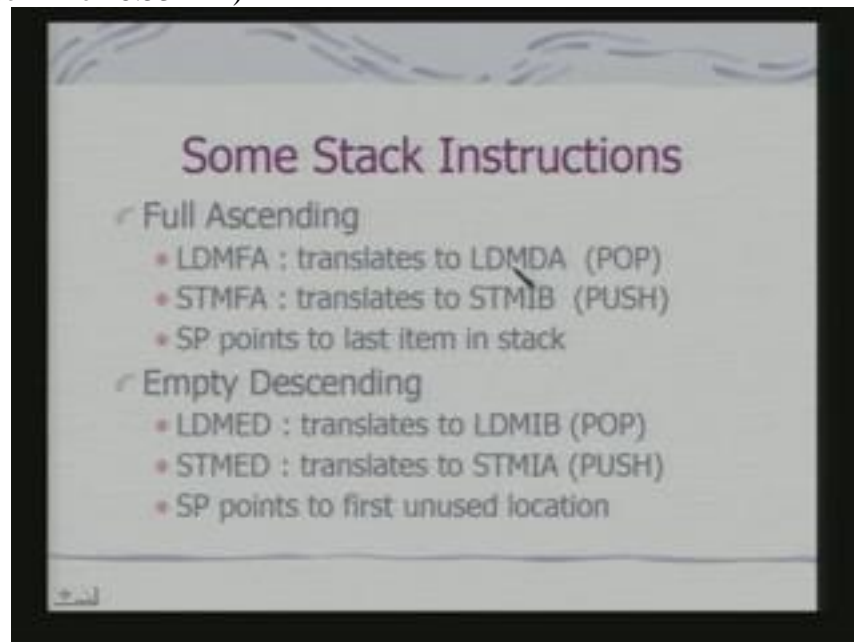 Some Stack Instructions
Full Ascending
LDMFA : translates to LDMDA (POP)
STMFA : translates to STMIB (PUSH)
SP points to last item in stack
Empty Descending
LDMED : translates to LDMIB (POP)
STMED : translates to STMIA (PUSH)
SP points to first unused location